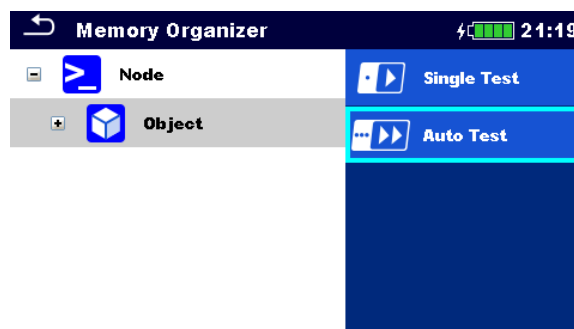 Memory Organizer
21:19
Node
Single Test
Object
Auto Test